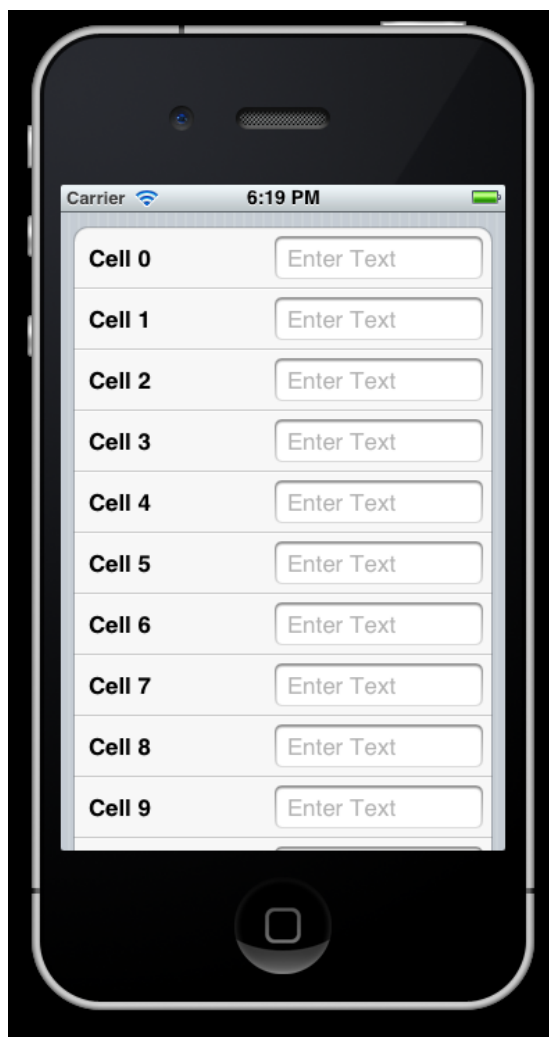 Carrier 6:19 PM
Cell 0 Enter Text
Cell 1 Enter Text
Cell 2 Enter Text
Cell 3 Enter Text
Cell 4 Enter Text
Cell 5 Enter Text
Cell 6 Enter Text
Cell 7 Enter Text
Cell 8 Enter Text
Cell 9 Enter Text